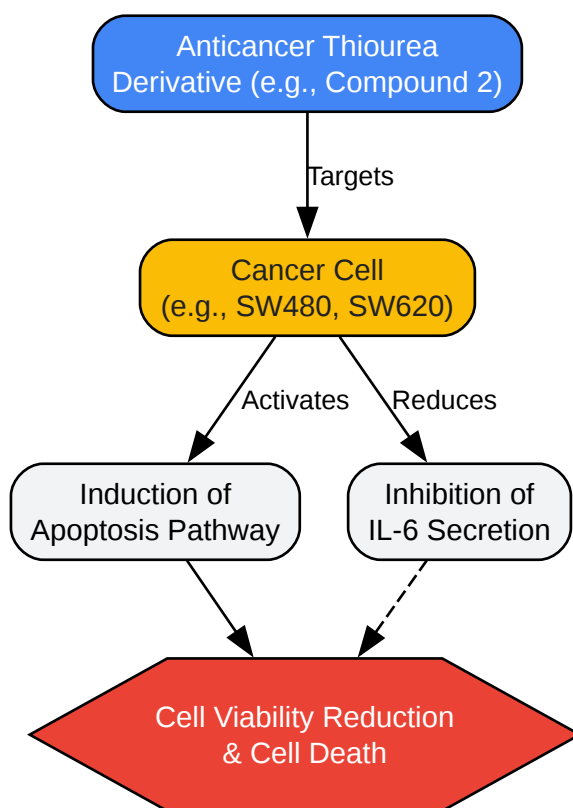 Anticancer Thiourea
Derivative (e.g., Compound 2)
Targets
Cancer Cell
(e.g., SW480, SW620)
Activates
Reduces
Induction of
Apoptosis Pathway
Inhibition of
IL-6 Secretion
Cell Viability Reduction
& Cell Death